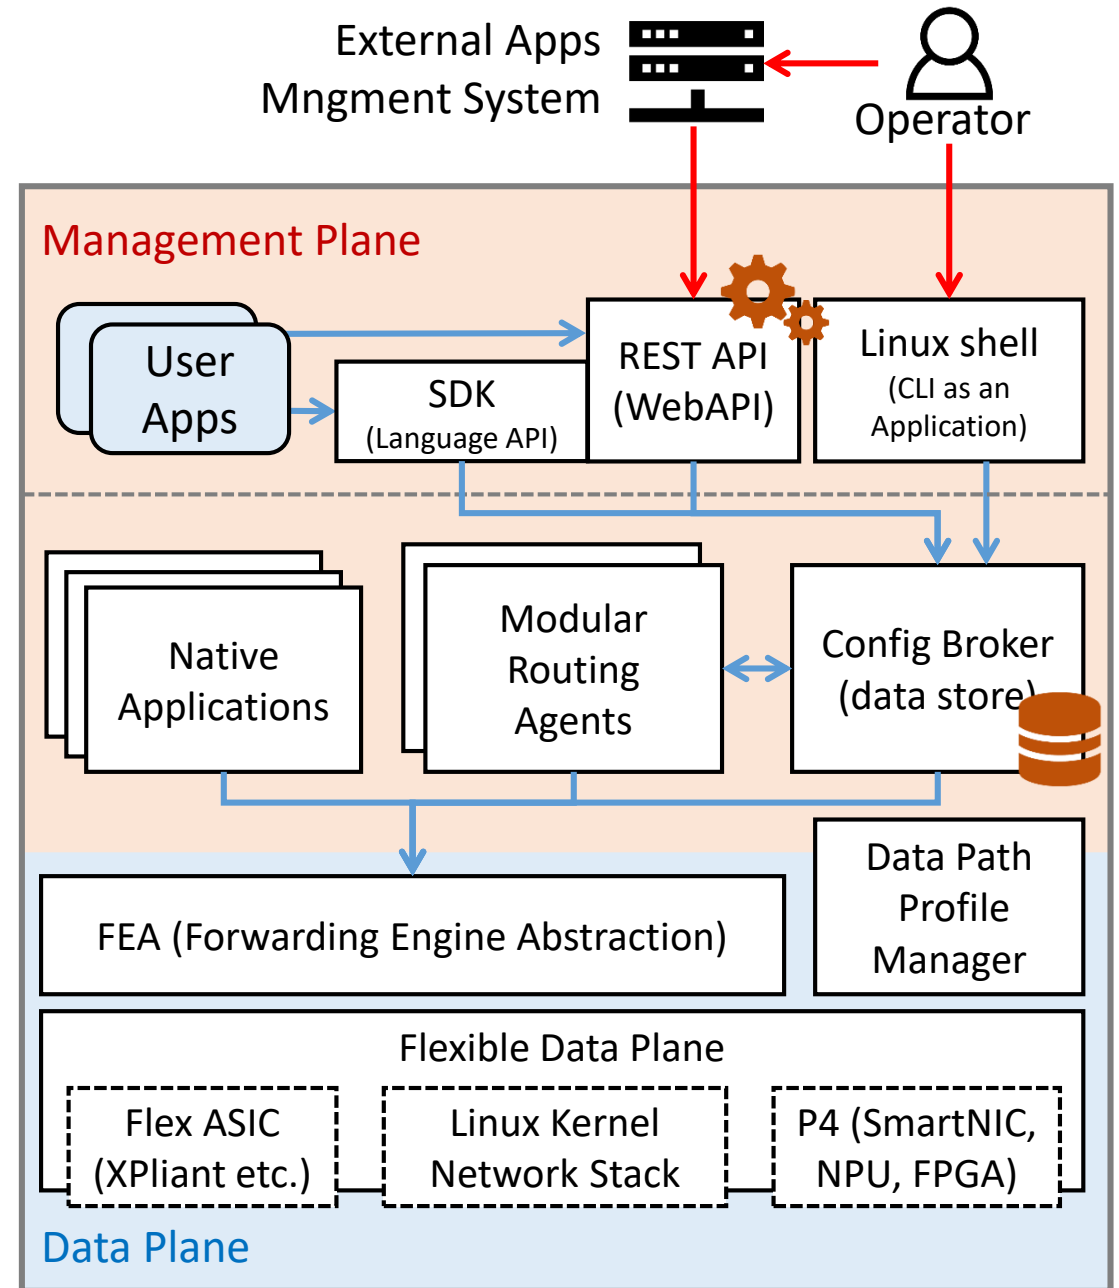 External Apps
Mngment System
Operator
Management Plane
User
Apps
SDK
(Language API)
REST API
(WebAPI)
Linux shell
(CLI as an
Application)
Native
Applications
Modular
Routing
Agents
Config Broker
(data store)
Data Path
Profile
Manager
FEA (Forwarding Engine Abstraction)
Flexible Data Plane
Flex ASIC
(XPliant etc.)
Linux Kernel
Network Stack
P4 (SmartNIC,
NPU, FPGA)
Data Plane